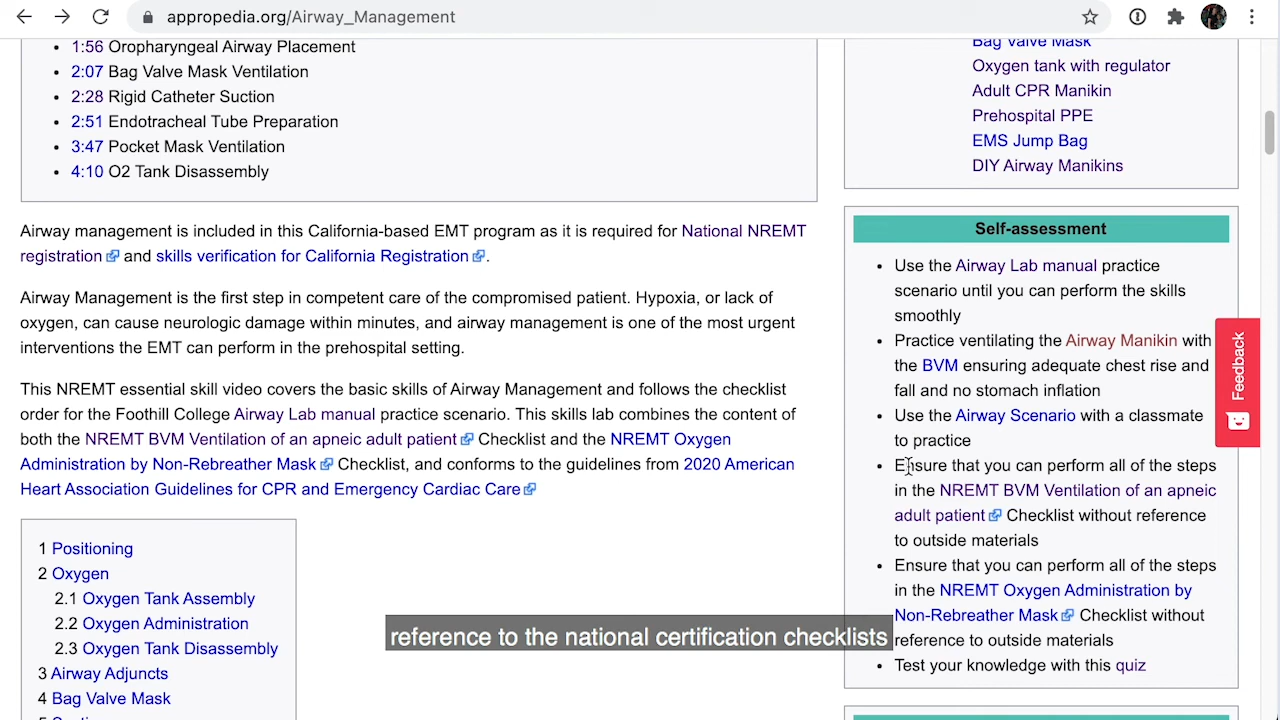 appropedia.org/Airway_Management
1:56 Oropharyngeal Airway Placement
2:07 Bag Valve Mask Ventilation
2:28 Rigid Catheter Suction
2:51 Endotracheal Tube Preparation
3:47 Pocket Mask Ventilation
4:10 O2 Tank Disassembly
Airway management is included in this California-based EMT program as it is required for National NREMT
registration and skills verification for California Registration.
Airway Management is the first step in competent care of the compromised patient. Hypoxia, or lack of
oxygen, can cause neurologic damage within minutes, and airway management is one of the most urgent
interventions the EMT can perform in the prehospital setting.
This NREMT essential skill video covers the basic skills of Airway Management and follows the checklist
order for the Foothill College Airway Lab manual practice scenario. This skills lab combines the content of
both the NREMT BVM Ventilation of an apneic adult patient Checklist and the NREMT Oxygen
Administration by Non-Rebreather Mask Checklist, and conforms to the guidelines from 2020 American
Heart Association Guidelines for CPR and Emergency Cardiac Care
1 Positioning
2 Oxygen
2.1 Oxygen Tank Assembly
2.2 Oxygen Administration
2.3 Oxygen Tank Disassembly
3 Airway Adjuncts
4 Bag Valve Mask
Bag Valve Mask
Oxygen tank with regulator
Adult CPR Manikin
Prehospital PPE
EMS Jump Bag
DIY Airway Manikins
Self-assessment
Use the Airway Lab manual practice
scenario until you can perform the skills
smoothly
Practice ventilating the Airway Manikin with
the BVM ensuring adequate chest rise and
fall and no stomach inflation
Use the Airway Scenario with a classmate
to practice
Ensure that you can perform all of the steps
in the NREMT BVM Ventilation of an apneic
adult patient Checklist without reference
to outside materials
Ensure that you can perform all of the steps
in the NREMT Oxygen Administration by
Non-Rebreather Mask Checklist without
reference to outside materials
Test your knowledge with this quiz
Feedback
reference to the national certification checklists